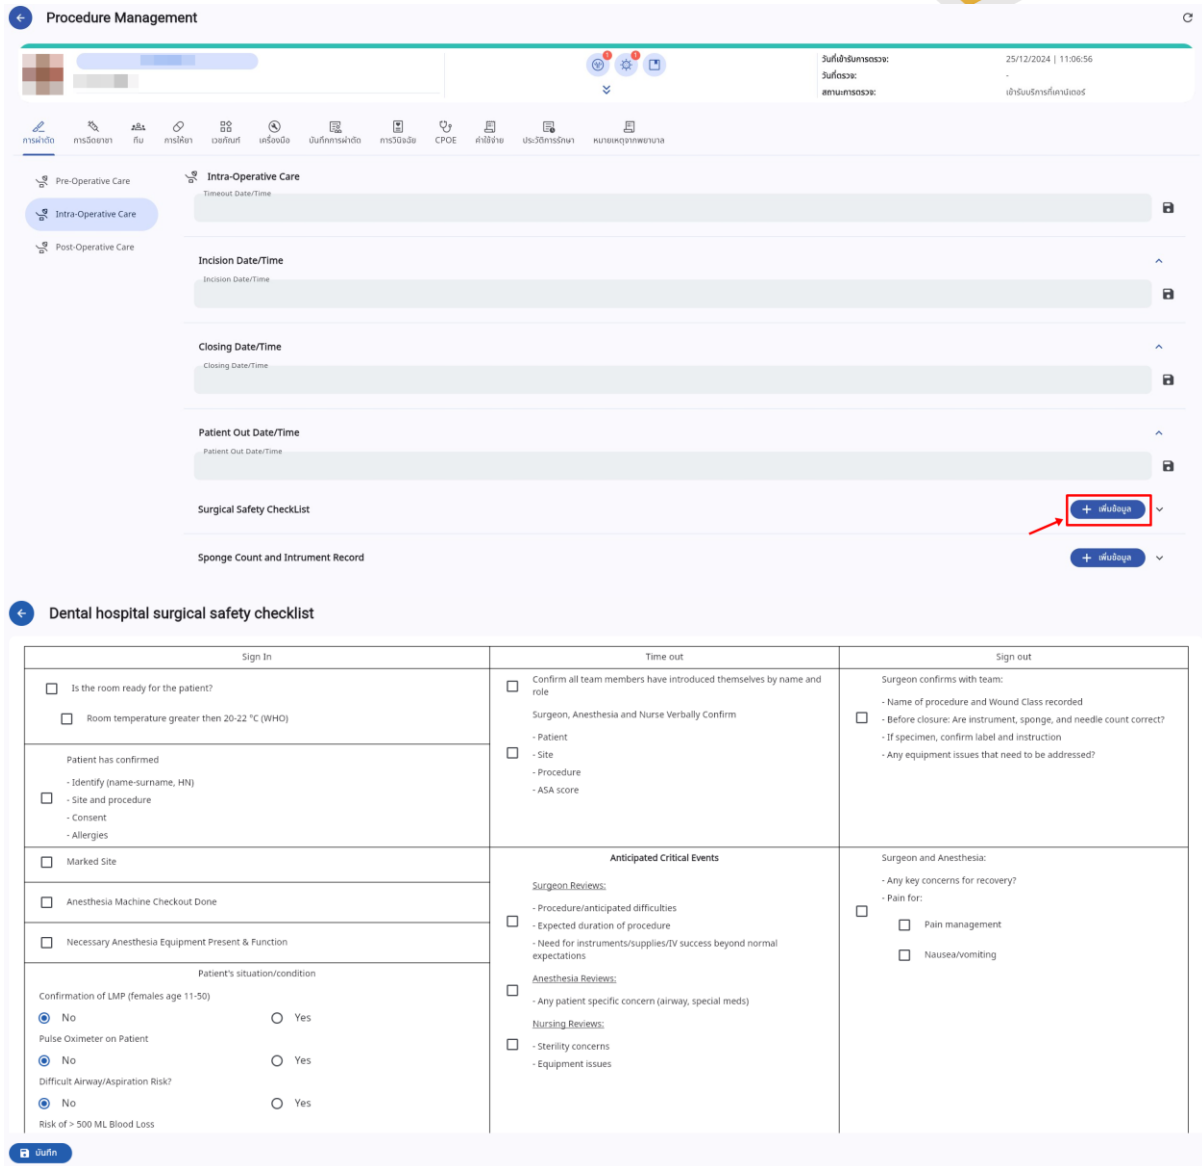 Procedure Management
1
1
วันที่เข้ารับการตรวจ: 25/12/2024 | 11:06:56
วันที่ตรวจ: -
สถานะการตรวจ: เข้ารับบริการที่เคาน์เตอร์
การผ่าตัด การฉีดยาชา ทีม การให้ยา เวชภัณฑ์ เครื่องมือ บันทึกการผ่าตัด การวินิจฉัย CPOE ค่าใช้จ่าย ประวัติการรักษา หมายเหตุจากพยาบาล
Pre-Operative Care
Intra-Operative Care
Post-Operative Care
Intra-Operative Care
Timeout Date/Time
Incision Date/Time
Incision Date/Time
Closing Date/Time
Closing Date/Time
Patient Out Date/Time
Patient Out Date/Time
Surgical Safety CheckList
+ เพิ่มข้อมูล
Sponge Count and Intrument Record
+ เพิ่มข้อมูล
Dental hospital surgical safety checklist
Sign In
Is the room ready for the patient?
Room temperature greater then 20-22 °C (WHO)
Patient has confirmed
- Identify (name-surname, HN)
- Site and procedure
- Consent
- Allergies
Marked Site
Anesthesia Machine Checkout Done
Necessary Anesthesia Equipment Present & Function
Patient's situation/condition
Confirmation of LMP (females age 11-50)
No Yes
Pulse Oximeter on Patient
No Yes
Difficult Airway/Aspiration Risk?
No Yes
Risk of > 500 ML Blood Loss
Time out
Confirm all team members have introduced themselves by name and
role
Surgeon, Anesthesia and Nurse Verbally Confirm
- Patient
- Site
- Procedure
- ASA score
Anticipated Critical Events
Surgeon Reviews:
- Procedure/anticipated difficulties
- Expected duration of procedure
- Need for instruments/supplies/IV success beyond normal
expectations
Anesthesia Reviews:
- Any patient specific concern (airway, special meds)
Nursing Reviews:
- Sterility concerns
- Equipment issues
Sign out
Surgeon confirms with team:
- Name of procedure and Wound Class recorded
- Before closure: Are instrument, sponge, and needle count correct?
- If specimen, confirm label and instruction
- Any equipment issues that need to be addressed?
Surgeon and Anesthesia:
- Any key concerns for recovery?
- Pain for:
Pain management
Nausea/vomiting
บันทึก